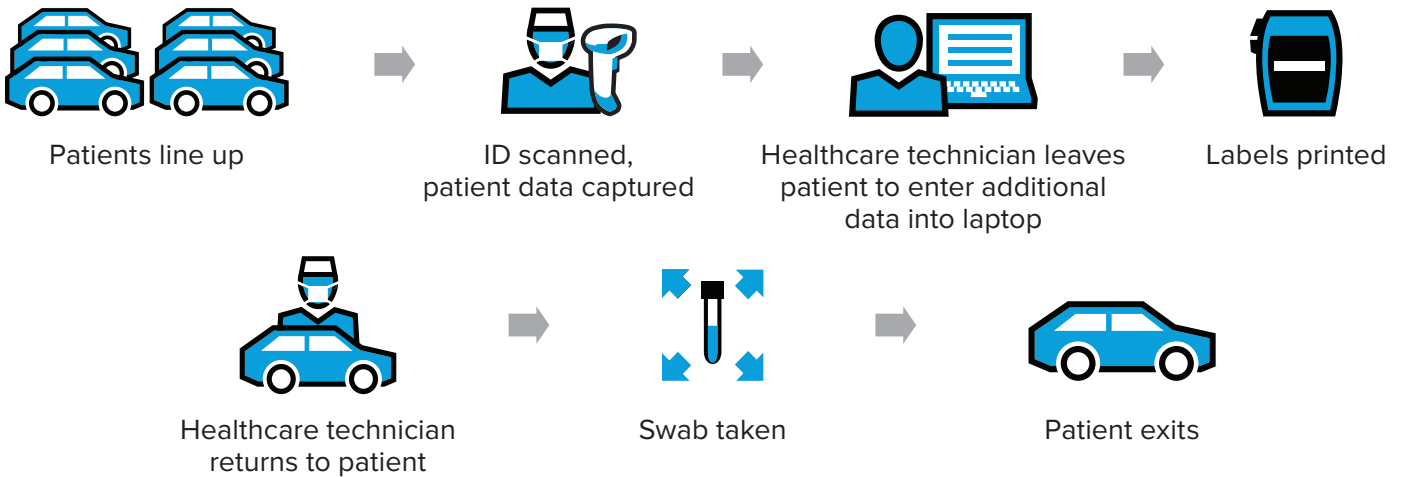 Patients line up
ID scanned,
patient data captured
Healthcare technician leaves
patient to enter additional
data into laptop
Labels printed
Healthcare technician
returns to patient
Swab taken
Patient exits